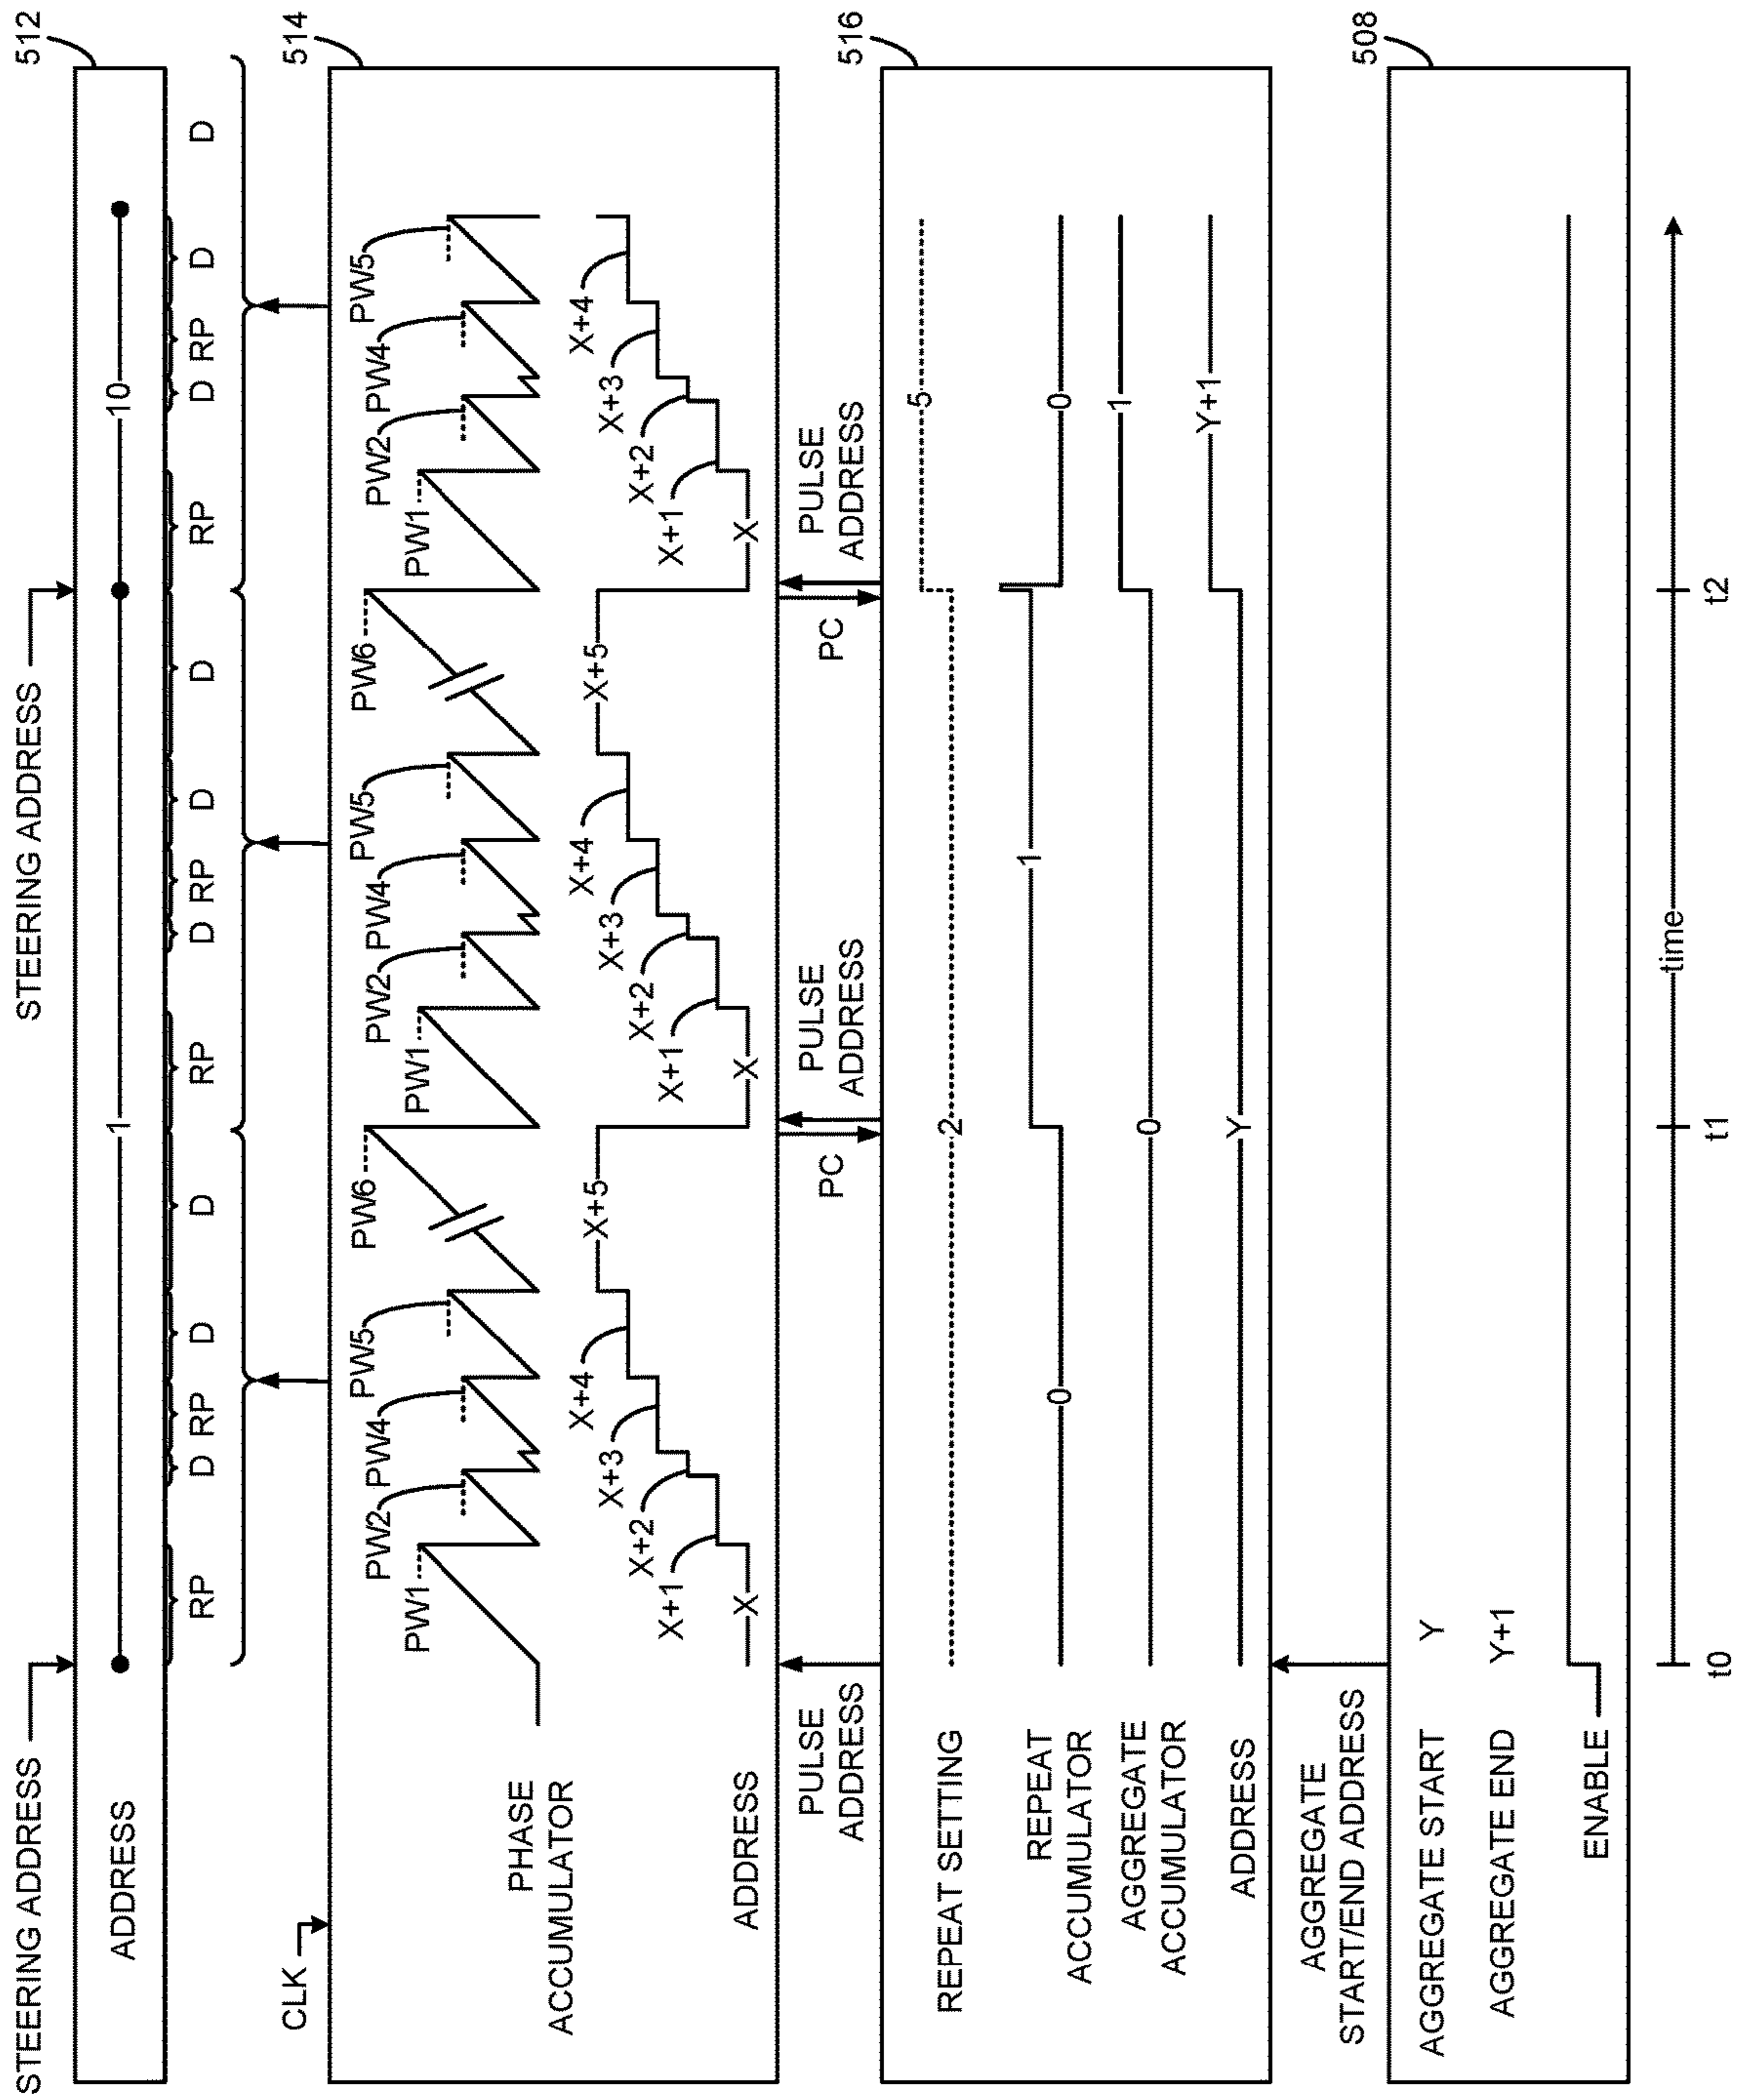 STEERING ADDRESS
STEERING ADDRESS
512
ADDRESS
1
10
RP D RP D D RP D RP D D RP D RP D D
CLK
514
PHASE
ACCUMULATOR
PW1 PW2 PW4 PW5 PW6 PW1 PW2 PW4 PW5 PW6 PW1 PW2 PW4 PW5
ADDRESS
X X+1 X+2 X+3 X+4 X+5 X X+1 X+2 X+3 X+4 X+5 X X+1 X+2 X+3 X+4
PULSE
ADDRESS
PC
PULSE
ADDRESS
PC
PULSE
ADDRESS
516
REPEAT SETTING
2
5
REPEAT
ACCUMULATOR
0
1
0
AGGREGATE
ACCUMULATOR
0
1
ADDRESS
Y
Y+1
AGGREGATE
START/END ADDRESS
508
AGGREGATE START
Y
AGGREGATE END
Y+1
ENABLE
time
t0
t1
t2